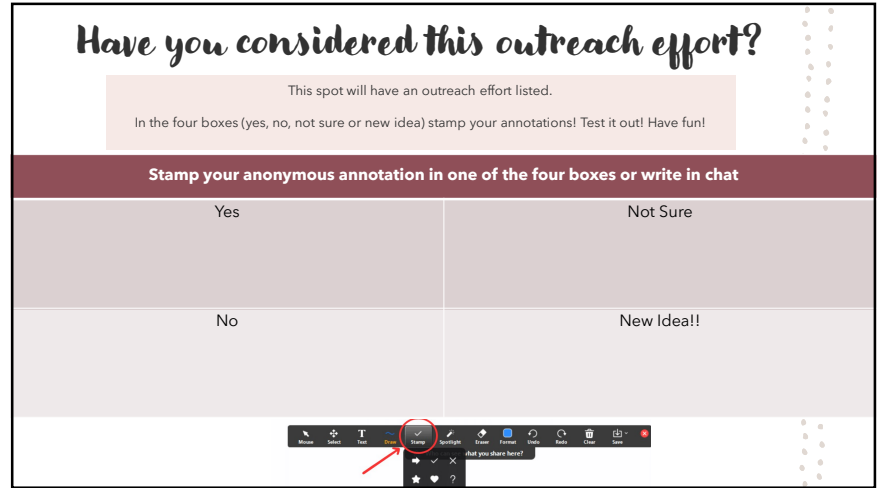 Have you considered this outreach effort?
This spot will have an outreach effort listed.
In the four boxes (yes, no, not sure or new idea) stamp your annotations! Test it out! Have fun!
Stamp your anonymous annotation in one of the four boxes or write in chat
Yes
Not Sure
No
New Idea!!
Mouse Select Text Draw Stamp Spotlight Eraser Format Undo Redo Clear Save
what you share here?